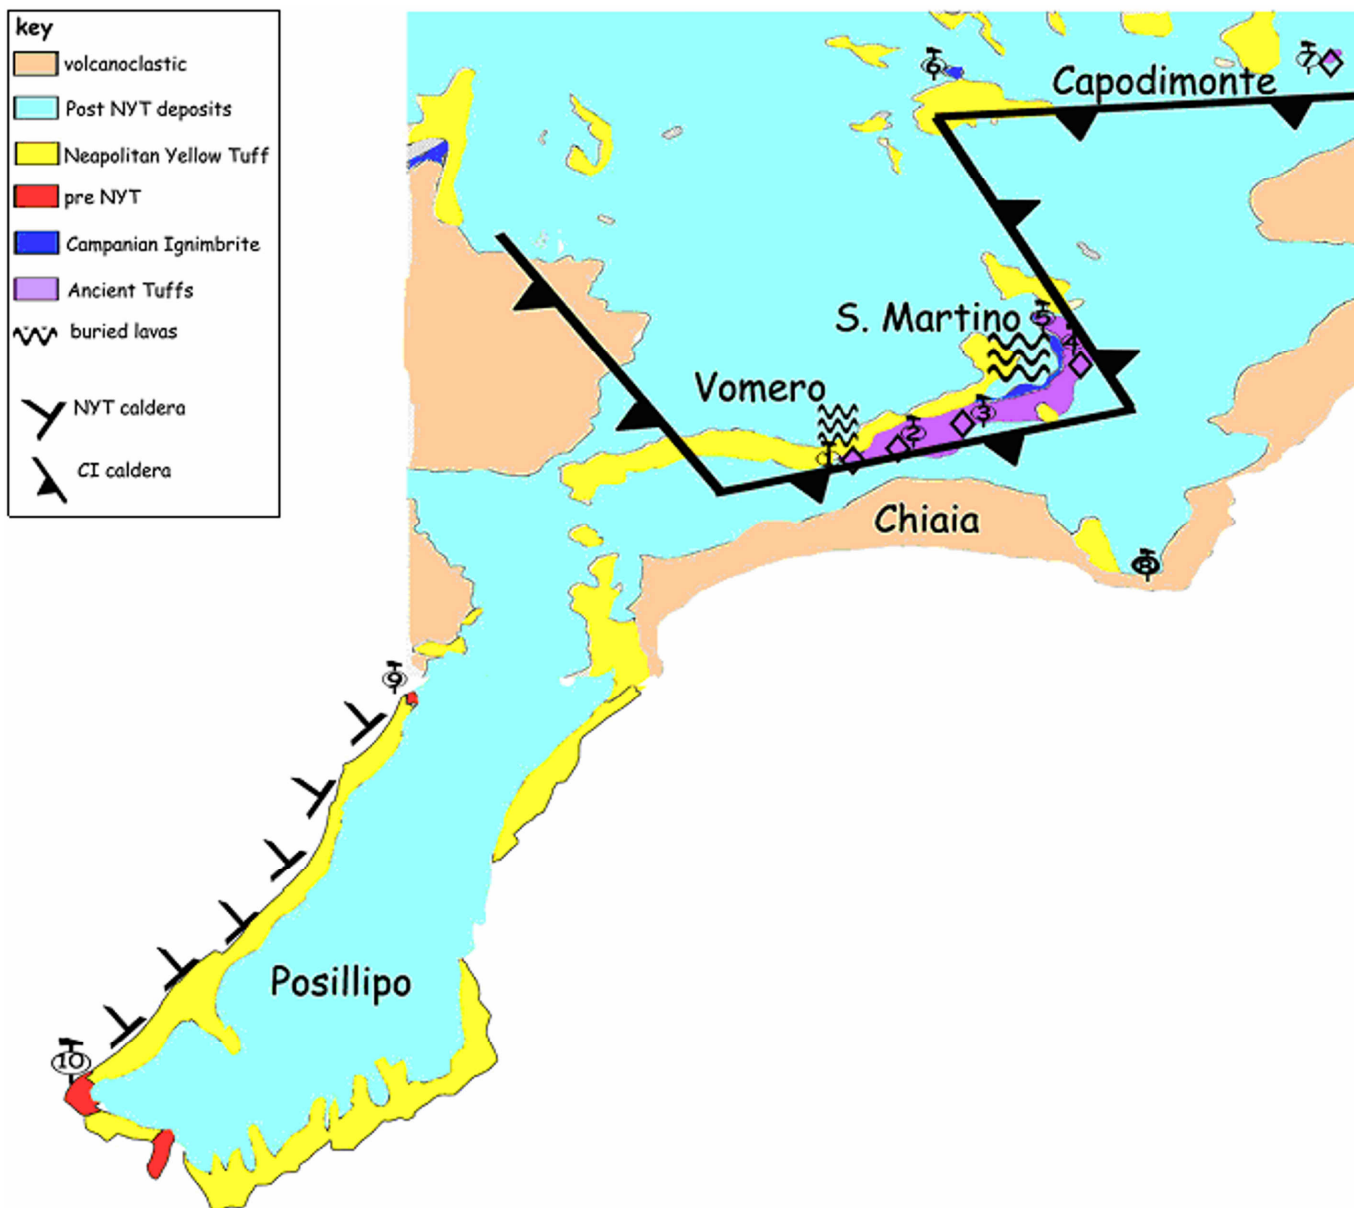 key
volcanoclastic
Post NYT deposits
Neapolitan Yellow Tuff
pre NYT
Campanian Ignimbrite
Ancient Tuffs
buried lavas
NYT caldera
CI caldera
6
7
Capodimonte
5
S. Martino
4
Vomero
3
2
1
Chiaia
8
9
Posillipo
10